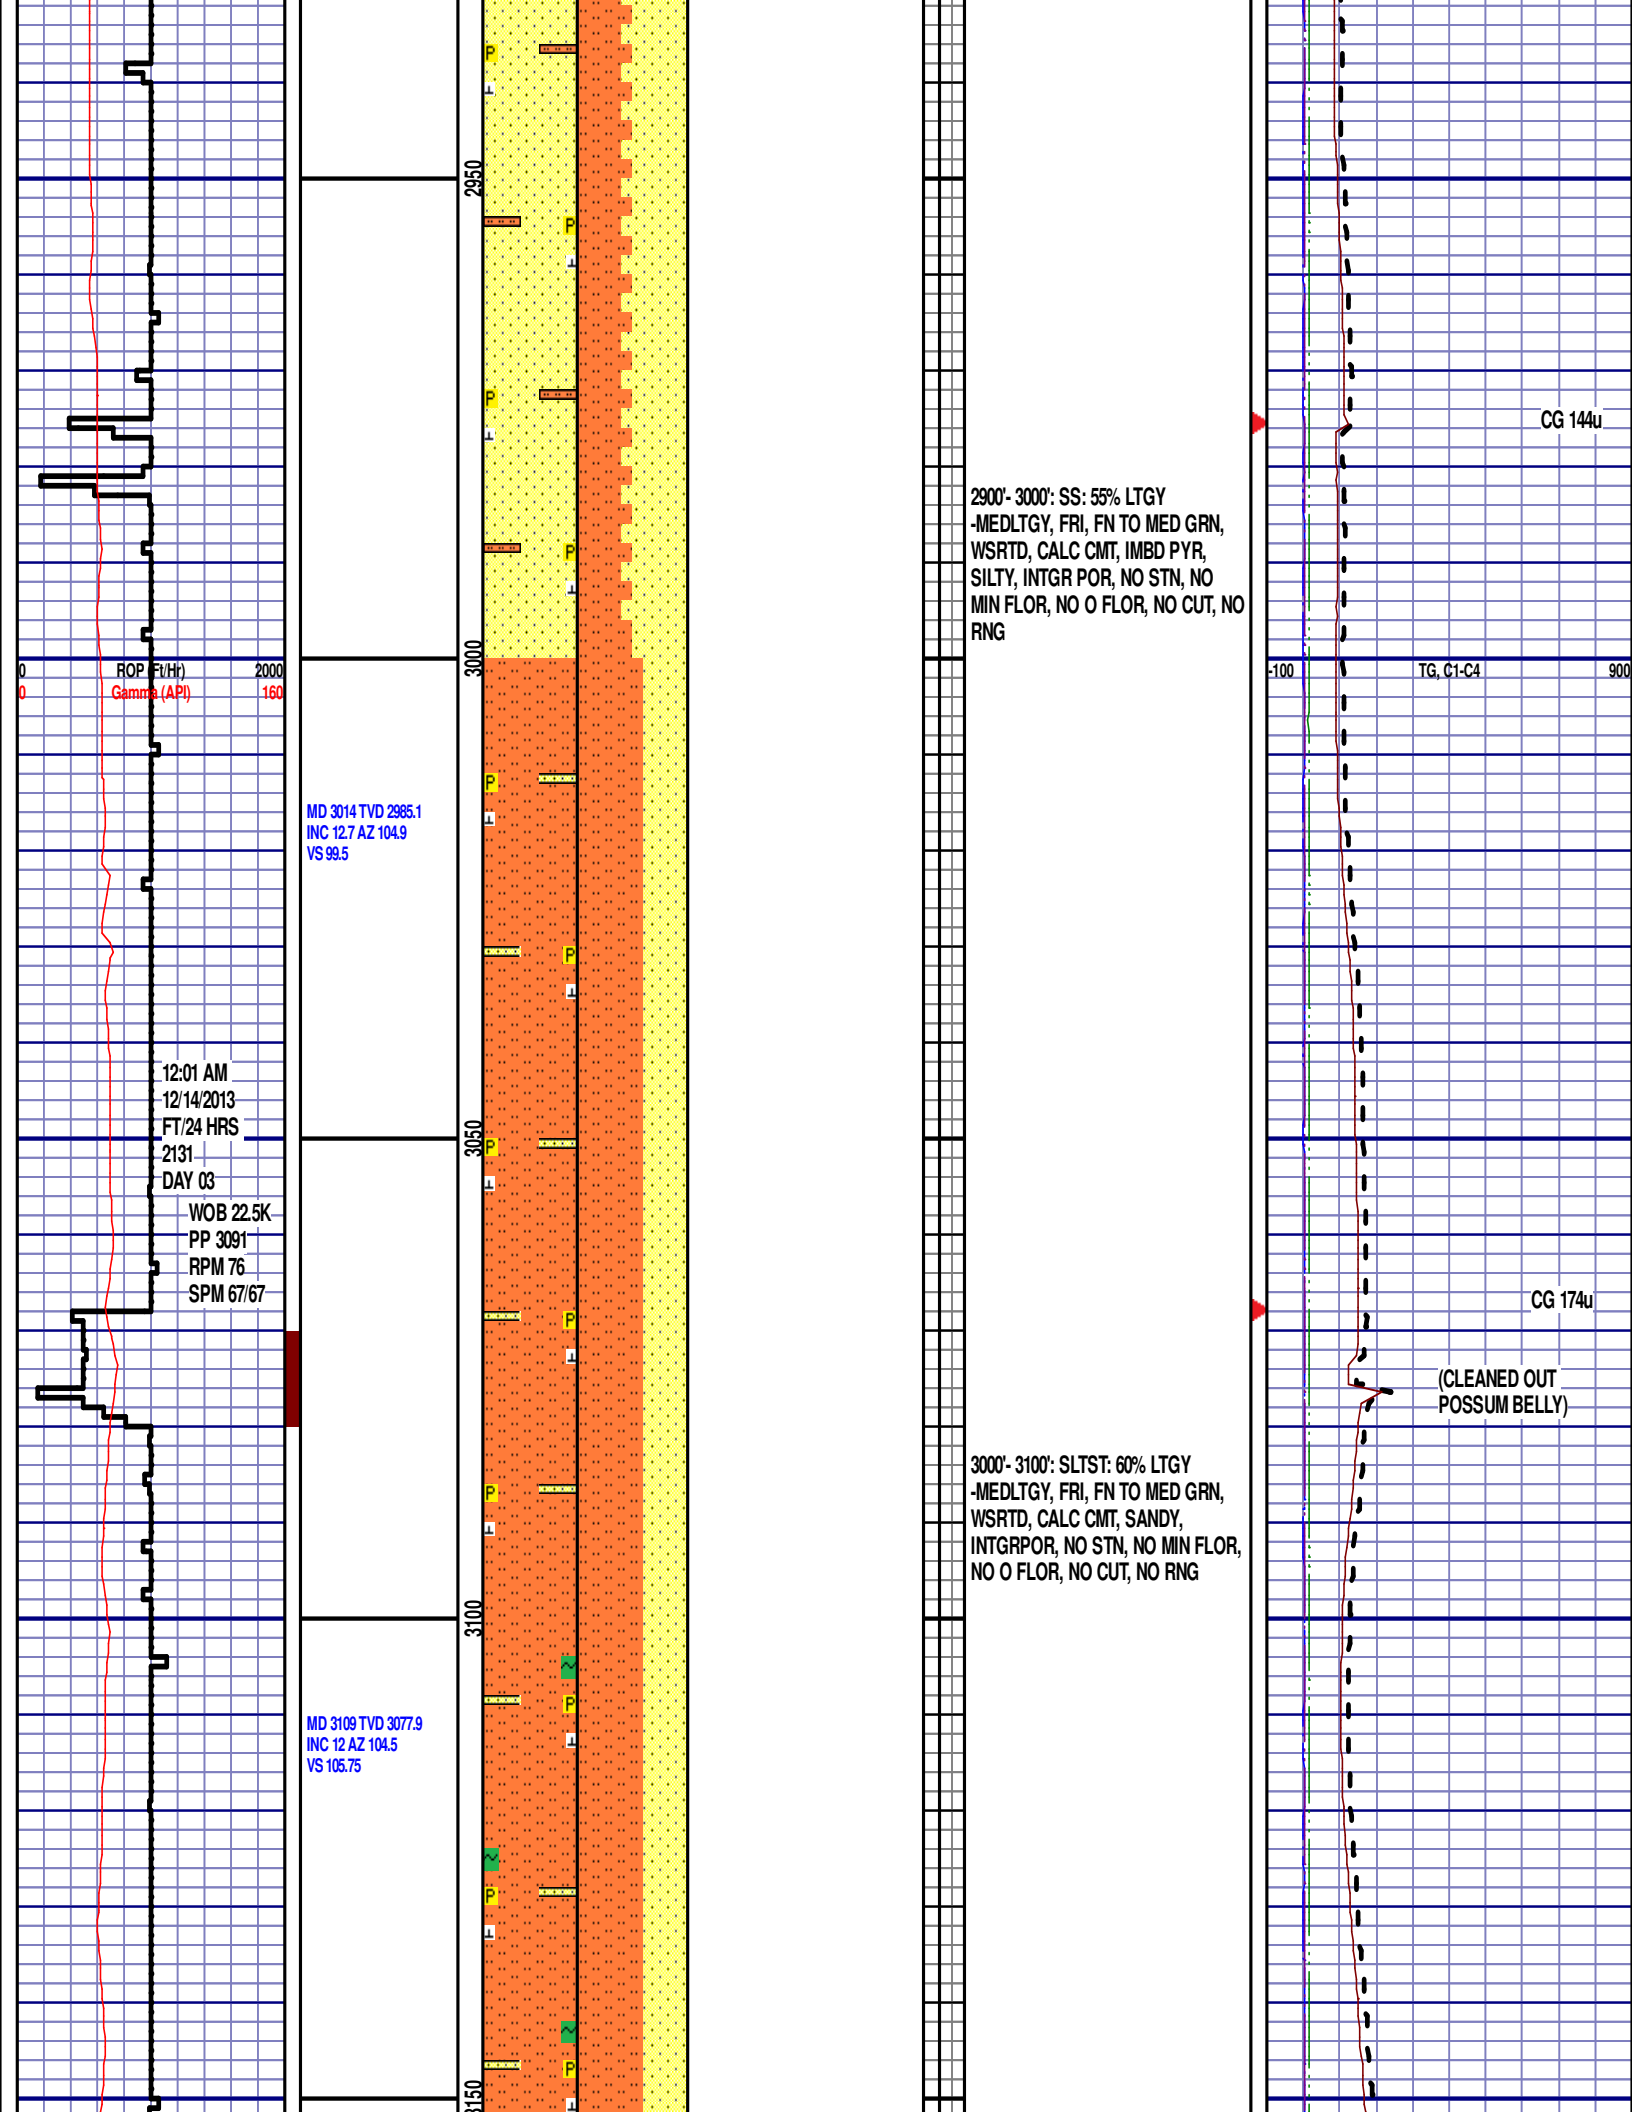 P
2950
P
P
CG 144u
2900'- 3000': SS: 55% LTGY
-MEDLTGY, FRI, FN TO MED GRN,
WSRTD, CALC CMT, IMBD PYR,
SILTY, INTGR POR, NO STN, NO
MIN FLOR, NO O FLOR, NO CUT, NO
RNG
P
3000
0 ROP (Ft/Hr) 2000
0 Gamma (API) 160
-100 TG, C1-C4 900
P
MD 3014 TVD 2985.1
INC 12.7 AZ 104.9
VS 99.5
P
12:01 AM
12/14/2013
FT/24 HRS
2131
DAY 03
WOB 22.5K
PP 3091
RPM 76
SPM 67/67
3050
P
P
CG 174u
(CLEANED OUT
POSSUM BELLY)
3000'- 3100': SLTST: 60% LTGY
-MEDLTGY, FRI, FN TO MED GRN,
WSRTD, CALC CMT, SANDY,
INTGRPOR, NO STN, NO MIN FLOR,
NO O FLOR, NO CUT, NO RNG
P
3100
P
MD 3109 TVD 3077.9
INC 12 AZ 104.5
VS 105.75
P
P
3150